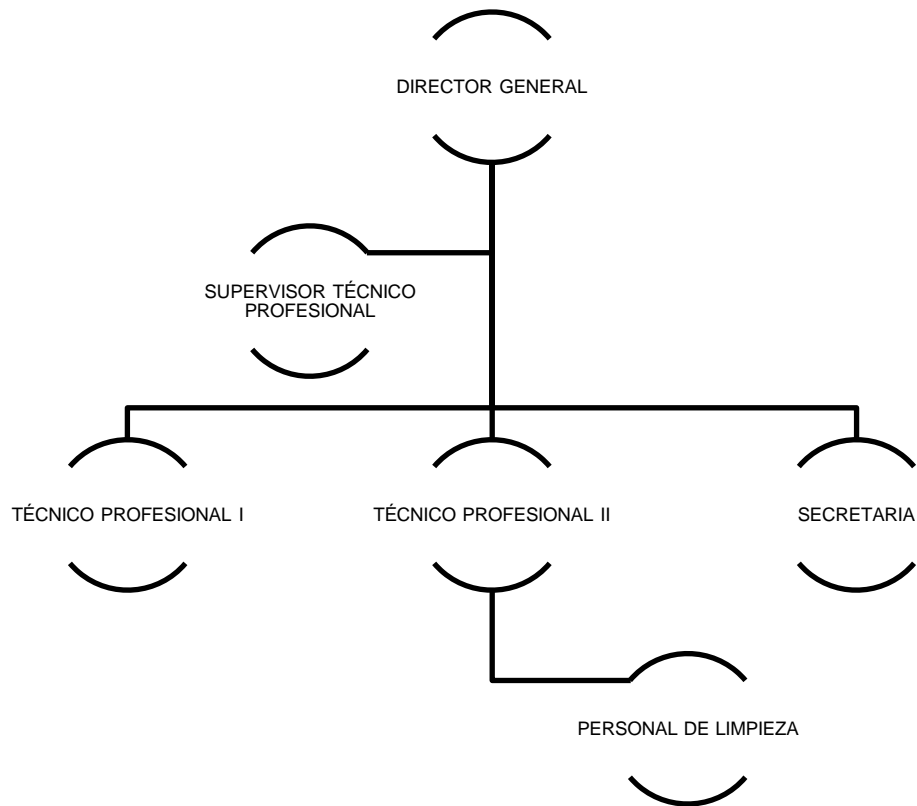 DIRECTOR GENERAL
SUPERVISOR TÉCNICO
PROFESIONAL
TÉCNICO PROFESIONAL I
TÉCNICO PROFESIONAL II
SECRETARIA
PERSONAL DE LIMPIEZA